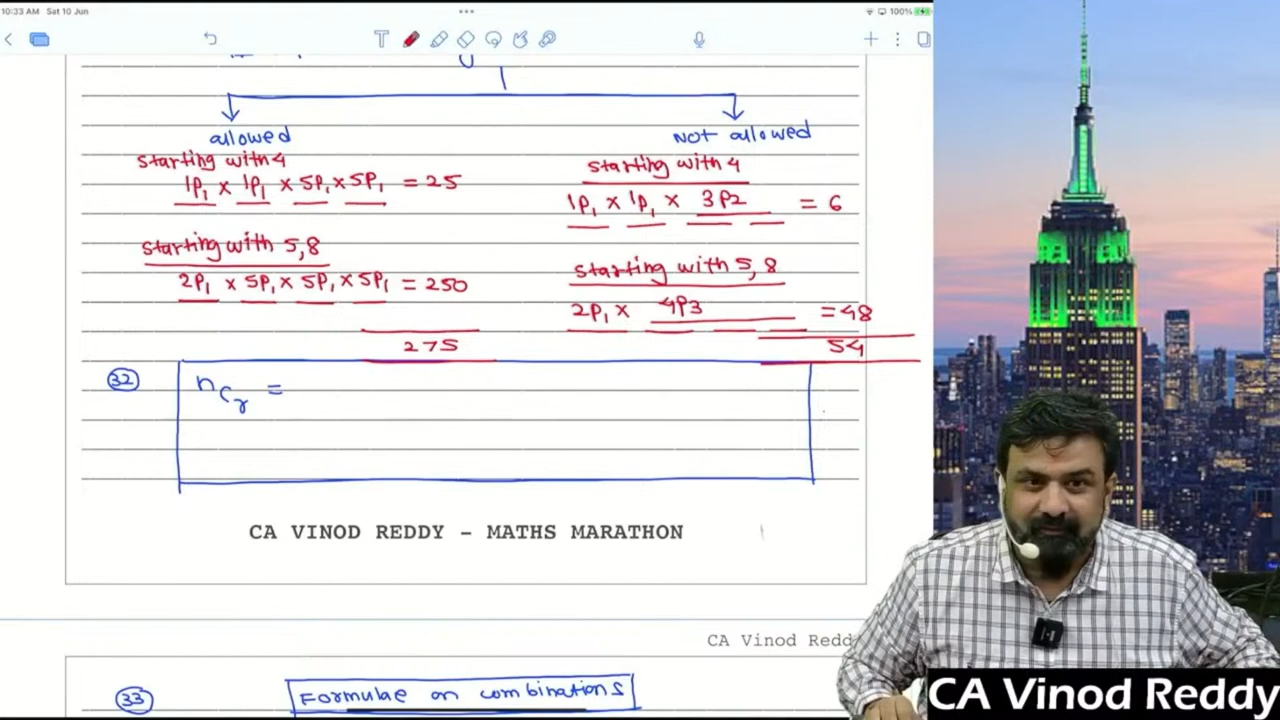 10:33 AM Sat 10 Jun
100%
T
allowed
Not allowed
Starting with 4
1P₁ × 1P₁ × 5P₁ × 5P₁ = 25
Starting with 4
1P₁ × 1P₁ × 3P2 = 6
Starting with 5,8
2P₁ × 5P₁ × 5P₁ × 5P₁ = 250
Starting with 5,8
2P₁ × 4P3 = 48
275
54
32
nCr =
CA VINOD REDDY - MATHS MARATHON
CA Vinod Redd
33
Formulae on combinations
CA Vinod Reddy